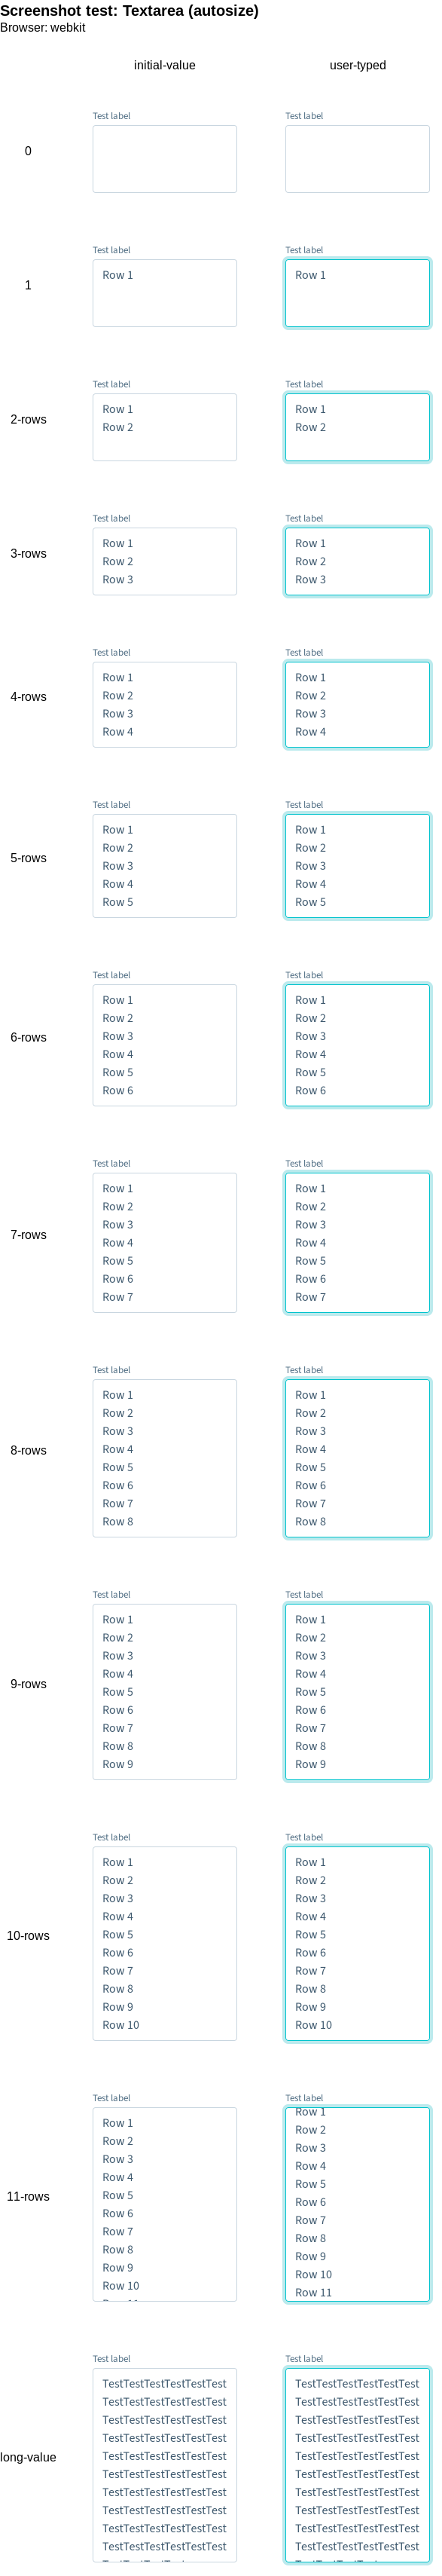 Screenshot test: Textarea (autosize)
Browser: webkit
initial-value user-typed
Test label Test label
0
Test label Test label
1
Row 1 Row 1
Test label Test label
2-rows
Row 1 Row 1
Row 2 Row 2
Test label Test label
3-rows
Row 1 Row 1
Row 2 Row 2
Row 3 Row 3
Test label Test label
4-rows
Row 1 Row 1
Row 2 Row 2
Row 3 Row 3
Row 4 Row 4
Test label Test label
5-rows
Row 1 Row 1
Row 2 Row 2
Row 3 Row 3
Row 4 Row 4
Row 5 Row 5
Test label Test label
6-rows
Row 1 Row 1
Row 2 Row 2
Row 3 Row 3
Row 4 Row 4
Row 5 Row 5
Row 6 Row 6
Test label Test label
7-rows
Row 1 Row 1
Row 2 Row 2
Row 3 Row 3
Row 4 Row 4
Row 5 Row 5
Row 6 Row 6
Row 7 Row 7
Test label Test label
8-rows
Row 1 Row 1
Row 2 Row 2
Row 3 Row 3
Row 4 Row 4
Row 5 Row 5
Row 6 Row 6
Row 7 Row 7
Row 8 Row 8
Test label Test label
9-rows
Row 1 Row 1
Row 2 Row 2
Row 3 Row 3
Row 4 Row 4
Row 5 Row 5
Row 6 Row 6
Row 7 Row 7
Row 8 Row 8
Row 9 Row 9
Test label Test label
10-rows
Row 1 Row 1
Row 2 Row 2
Row 3 Row 3
Row 4 Row 4
Row 5 Row 5
Row 6 Row 6
Row 7 Row 7
Row 8 Row 8
Row 9 Row 9
Row 10 Row 10
Test label Test label
11-rows
Row 1 Row 1
Row 2 Row 2
Row 3 Row 3
Row 4 Row 4
Row 5 Row 5
Row 6 Row 6
Row 7 Row 7
Row 8 Row 8
Row 9 Row 9
Row 10 Row 10
Row 11
Test label Test label
long-value
TestTestTestTestTestTest TestTestTestTestTestTest
TestTestTestTestTestTest TestTestTestTestTestTest
TestTestTestTestTestTest TestTestTestTestTestTest
TestTestTestTestTestTest TestTestTestTestTestTest
TestTestTestTestTestTest TestTestTestTestTestTest
TestTestTestTestTestTest TestTestTestTestTestTest
TestTestTestTestTestTest TestTestTestTestTestTest
TestTestTestTestTestTest TestTestTestTestTestTest
TestTestTestTestTestTest TestTestTestTestTestTest
TestTestTestTestTestTest TestTestTestTestTestTest